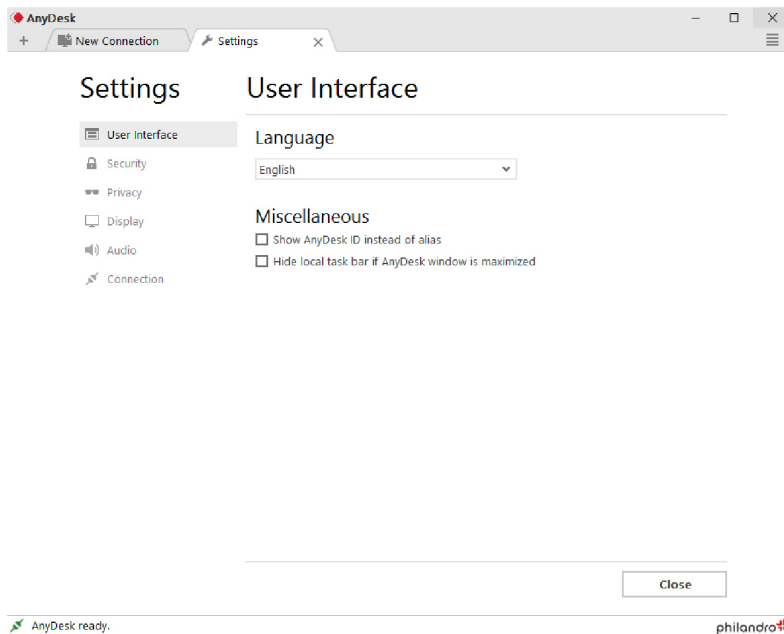 AnyDesk
New Connection
Settings
Settings
User Interface
Security
Privacy
Display
Audio
Connection
User Interface
Language
English
Miscellaneous
Show AnyDesk ID instead of alias
Hide local task bar if AnyDesk window is maximized
Close
AnyDesk ready.
philandro